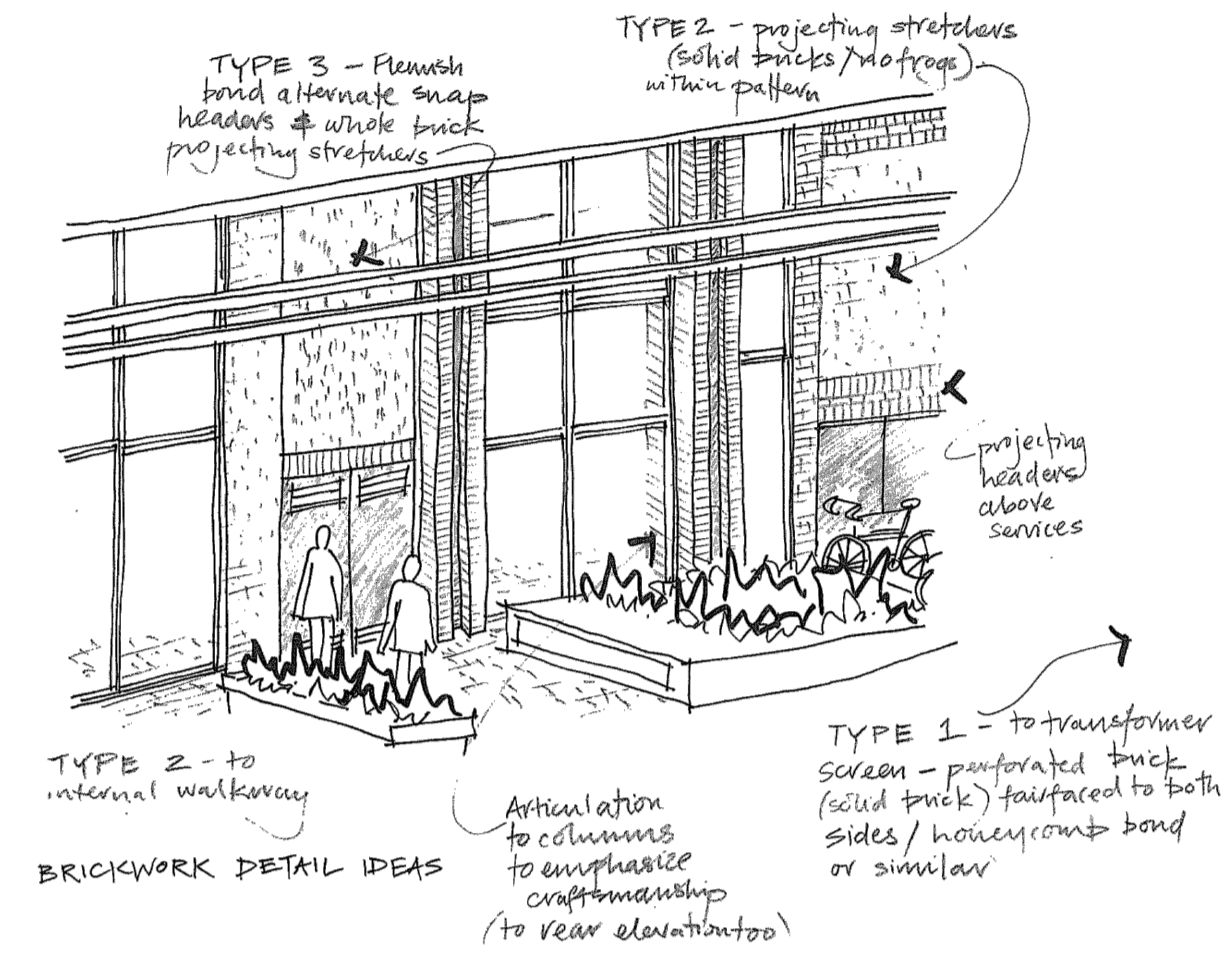 TYPE 2 - projecting stretchers
(solid bricks/no frogs)
within pattern
TYPE 3 - Flemish
bond alternate snap
headers & whole brick
projecting stretchers
projecting
headers
above
services
TYPE 1 - to transformer
screen - perforated brick
(solid brick) fairfaced to both
sides/honeycomb bond
or similar
TYPE 2 - to
internal walkway
Articulation
to columns
to emphasize
craftsmanship
(to rear elevation too)
BRICKWORK DETAIL IDEAS